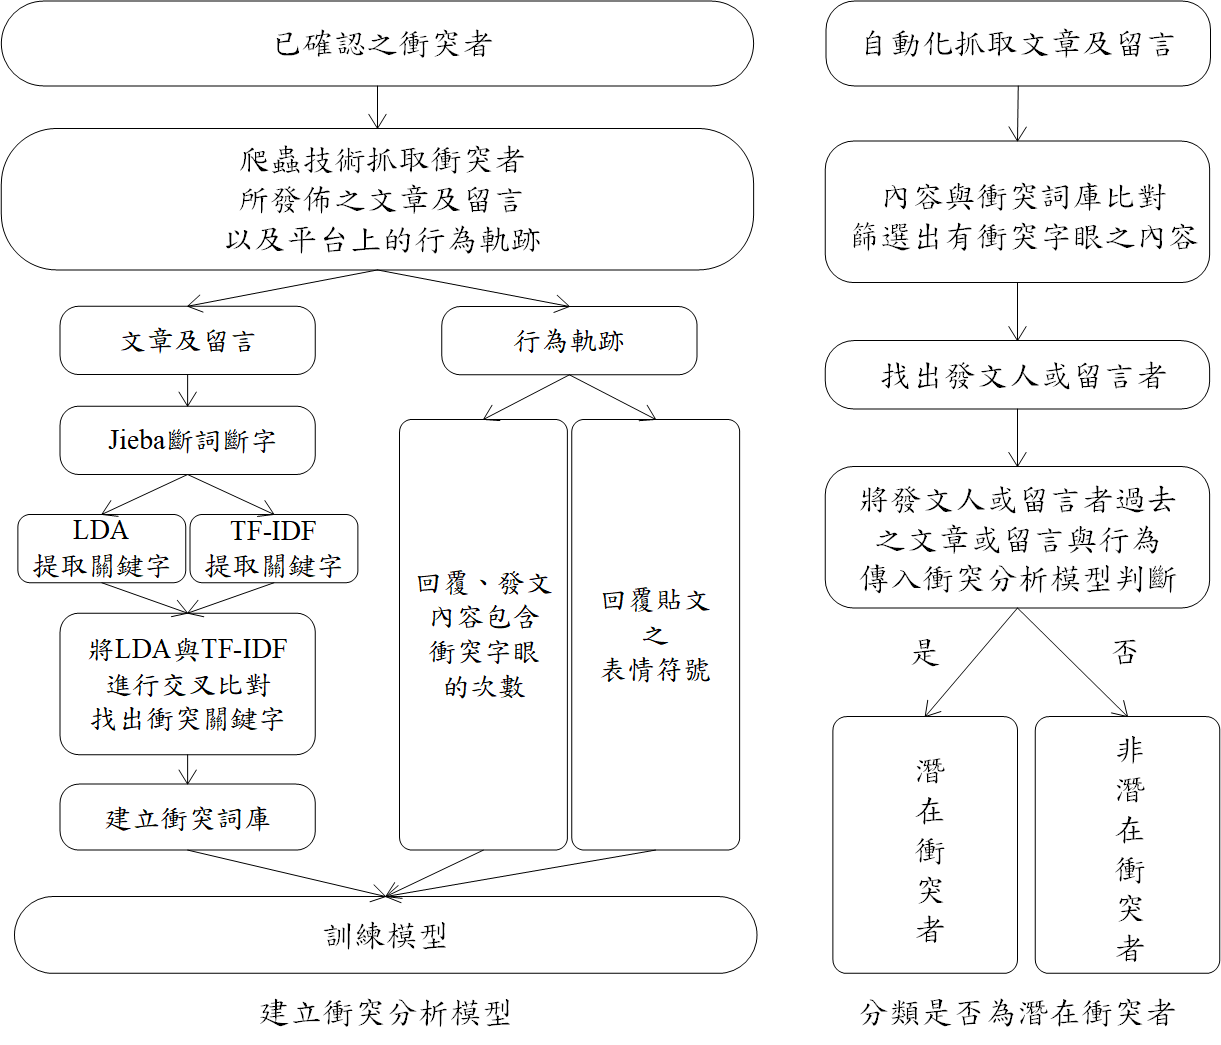 已確認之衝突者
爬蟲技術抓取衝突者
所發佈之文章及留言
以及平台上的行為軌跡
文章及留言
行為軌跡
Jieba斷詞斷字
LDA
提取關鍵字
TF-IDF
提取關鍵字
將LDA與TF-IDF
進行交叉比對
找出衝突關鍵字
建立衝突詞庫
回覆、發文
內容包含
衝突字眼
的次數
回覆貼文
之
表情符號
訓練模型
建立衝突分析模型
自動化抓取文章及留言
內容與衝突詞庫比對
篩選出有衝突字眼之內容
找出發文人或留言者
將發文人或留言者過去
之文章或留言與行為
傳入衝突分析模型判斷
是
否
潛在衝突者
非潛在衝突者
分類是否為潛在衝突者